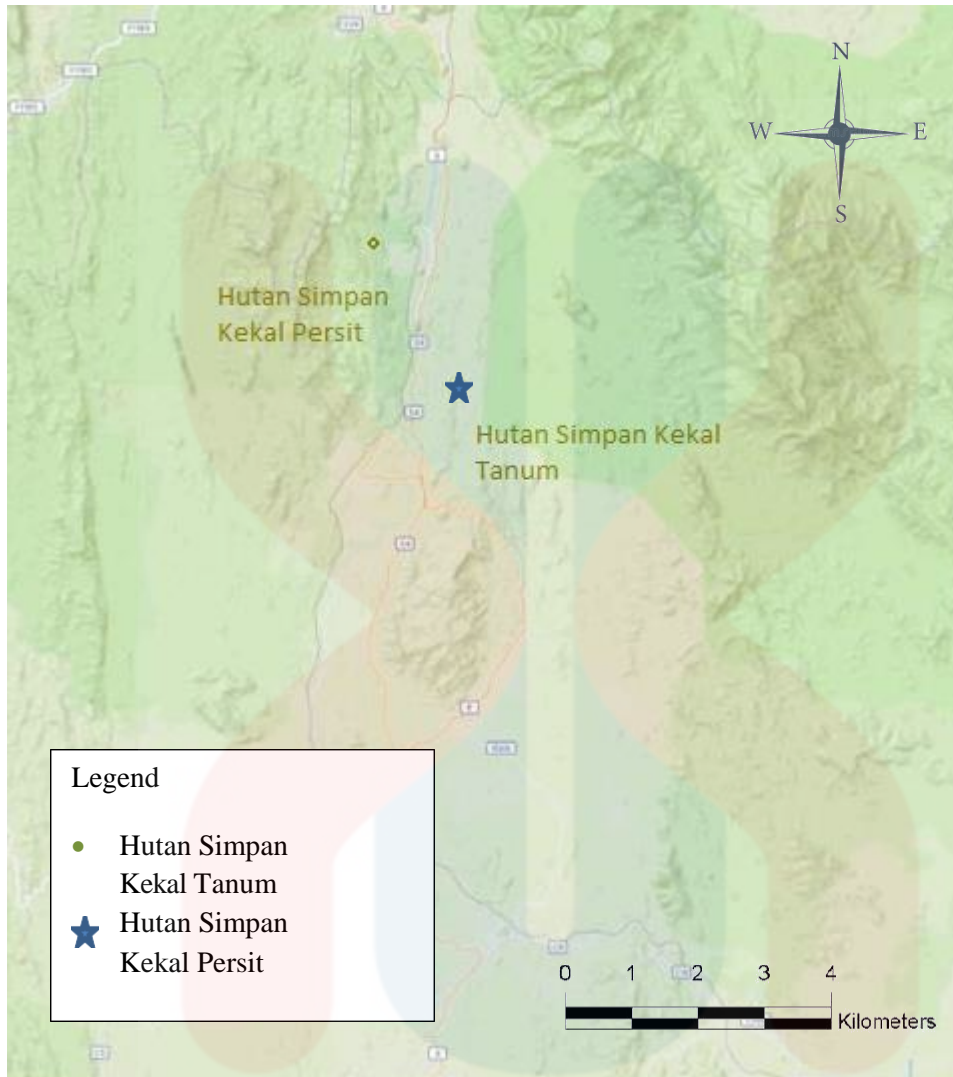 N
W E
S
Hutan Simpan
Kekal Persit
Hutan Simpan Kekal
Tanum
Legend
Hutan Simpan
Kekal Tanum
Hutan Simpan
Kekal Persit
0 1 2 3 4
Kilometers